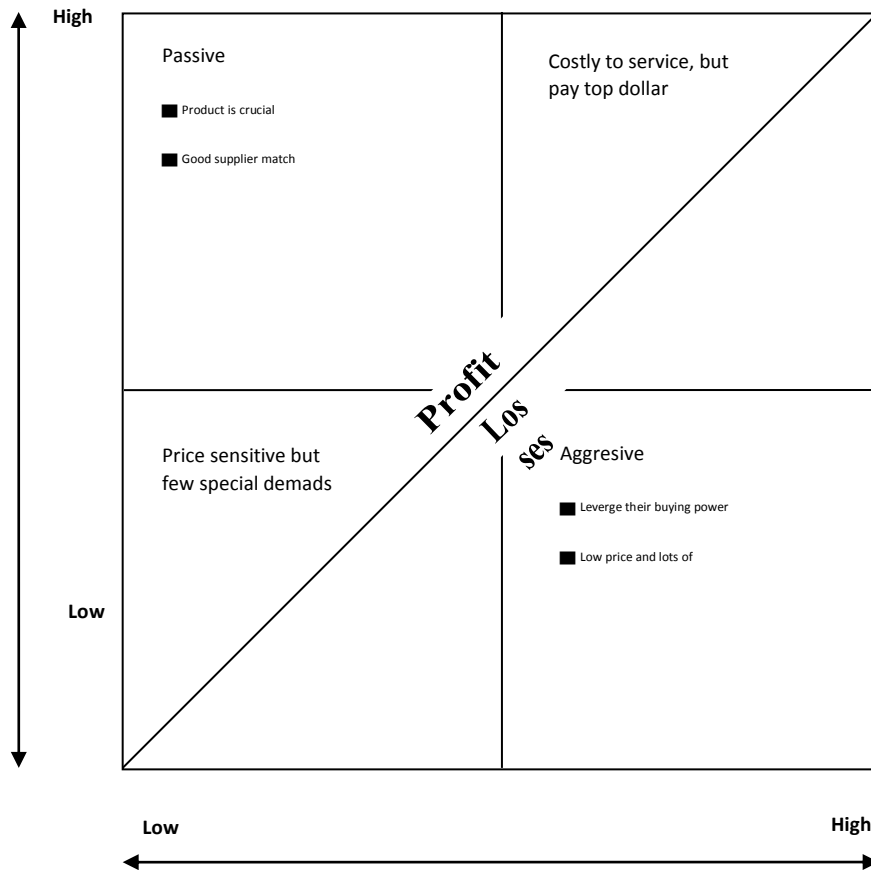 High
Passive
Product is crucial
Good supplier match
Costly to service, but
pay top dollar
Profit
Los
ses
Price sensitive but
few special demads
Aggresive
Leverge their buying power
Low price and lots of
Low
Low
High